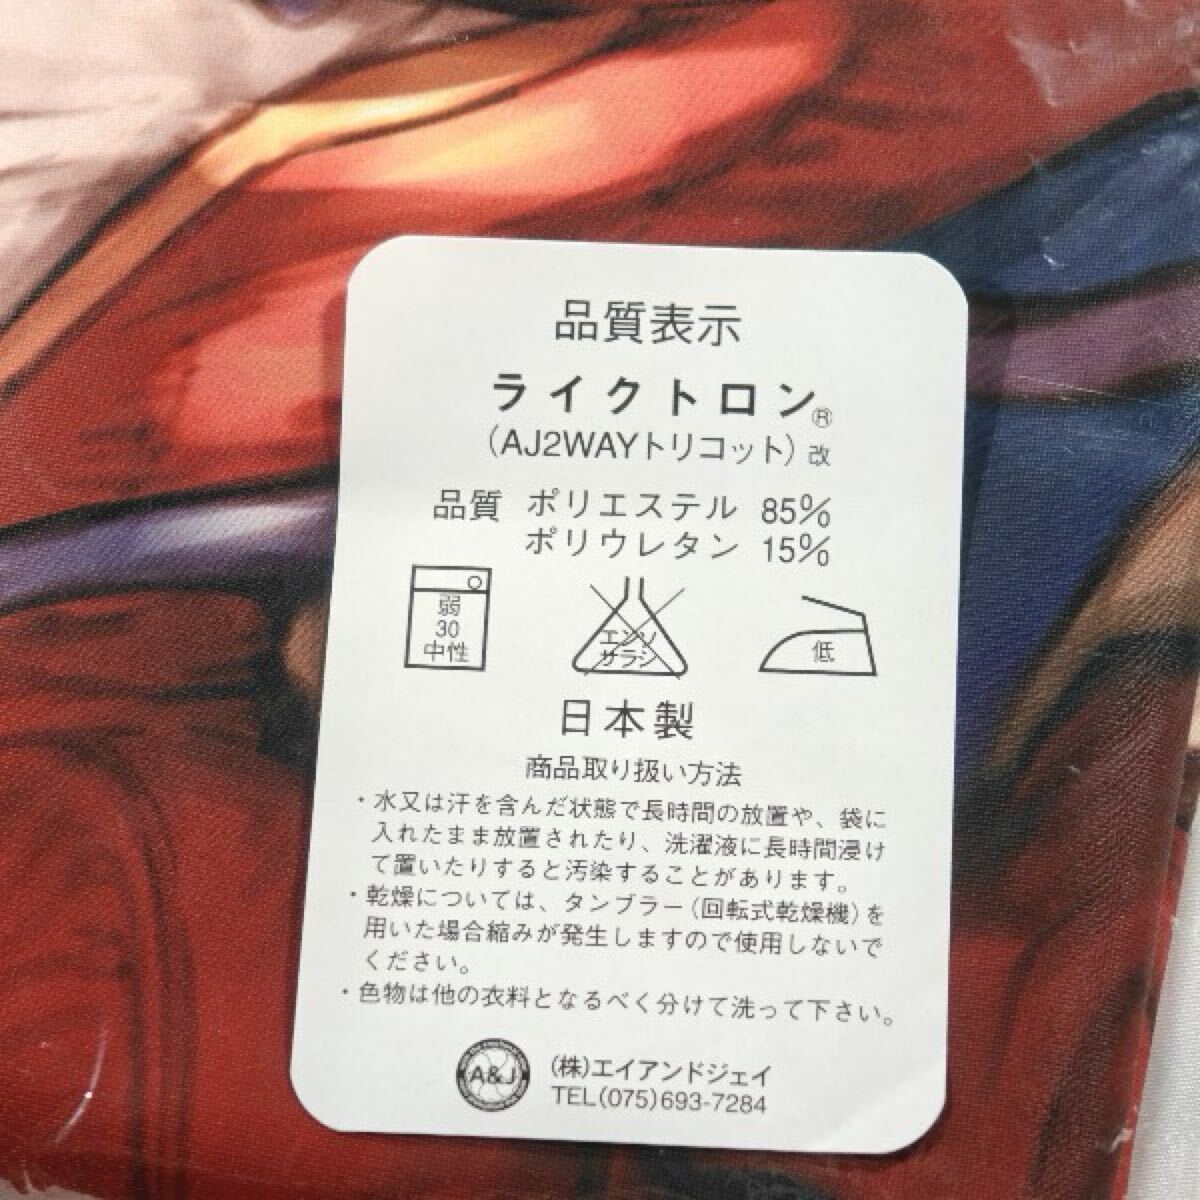 品質表示
ライクトロン®
（AJ2WAYトリコット）改
品質 ポリエステル 85%
ポリウレタン 15%
弱
30
中性
エンソ
サラシ
低
日本製
商品取り扱い方法
・水又は汗を含んだ状態で長時間の放置や、袋に
入れたまま放置されたり、洗濯液に長時間浸け
て置いたりすると汚染することがあります。
・乾燥については、タンブラー（回転式乾燥機）を
用いた場合縮みが発生しますので使用しないで
ください。
・色物は他の衣料となるべく分けて洗って下さい。
A&J
（株）エイアンドジェイ
TEL(075)693-7284